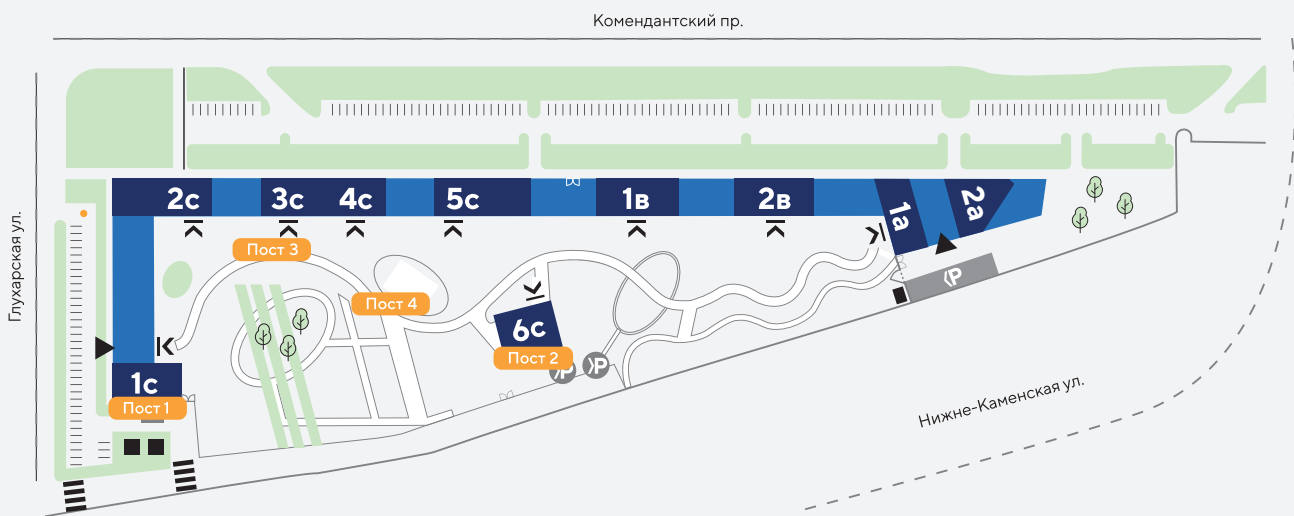 Комендантский пр.
Глухарская ул.
2с
3с
4с
5с
1в
2в
1а
2а
Пост 3
Пост 4
P
6с
Пост 2
P
P
1с
Пост 1
Нижне-Каменская ул.